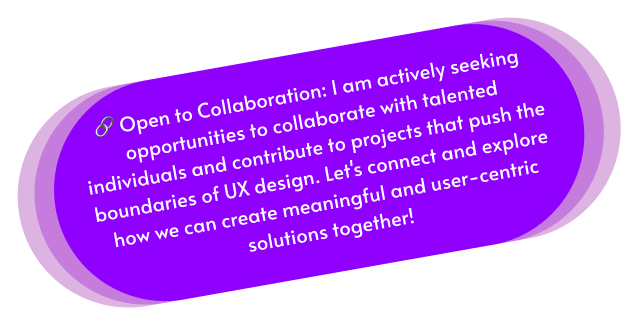 🔗 Open to Collaboration: I am actively seeking
opportunities to collaborate with talented
individuals and contribute to projects that push the
boundaries of UX design. Let's connect and explore
how we can create meaningful and user-centric
solutions together!